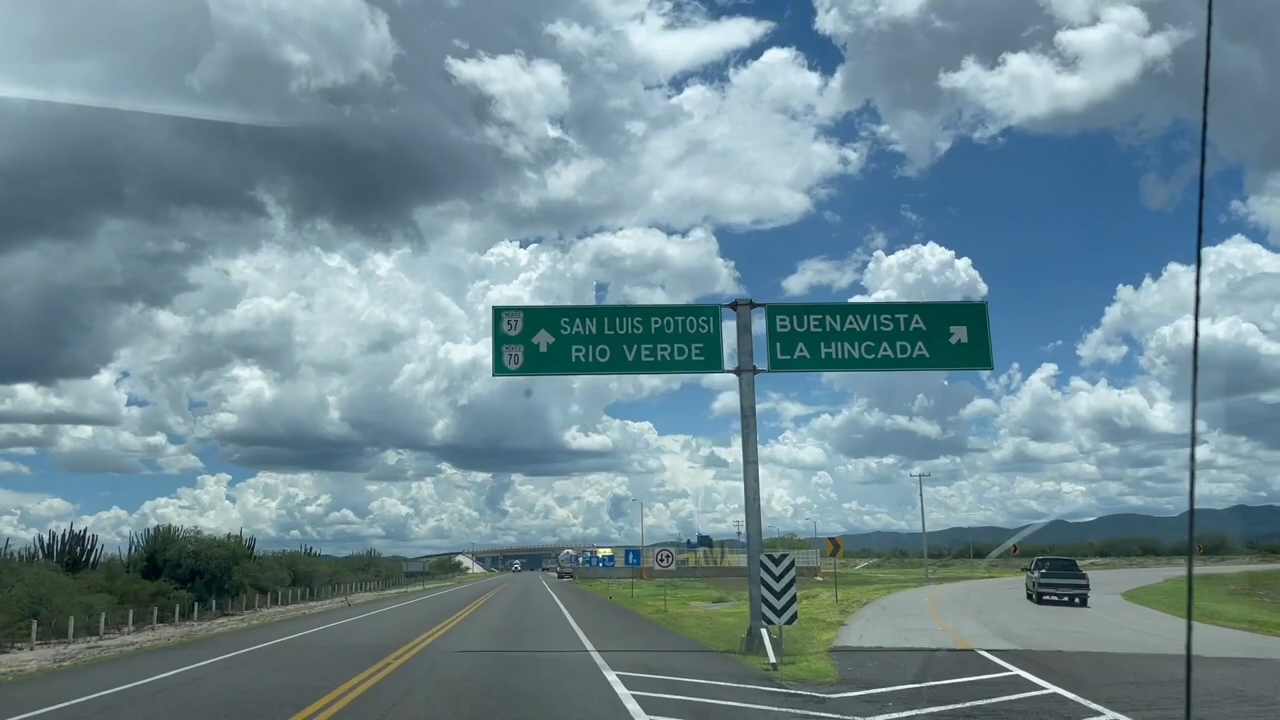 MEXICO
57
SAN LUIS POTOSI
MEXICO
70
RIO VERDE
BUENAVISTA
LA HINCADA